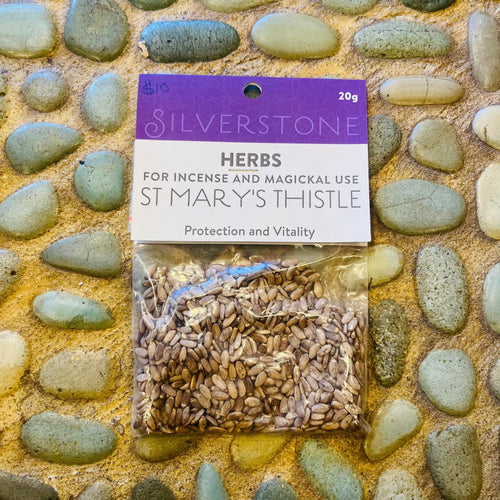 $10
20g
SILVERSTONE
HERBS
FOR INCENSE AND MAGICKAL USE
ST MARY'S THISTLE
Protection and Vitality